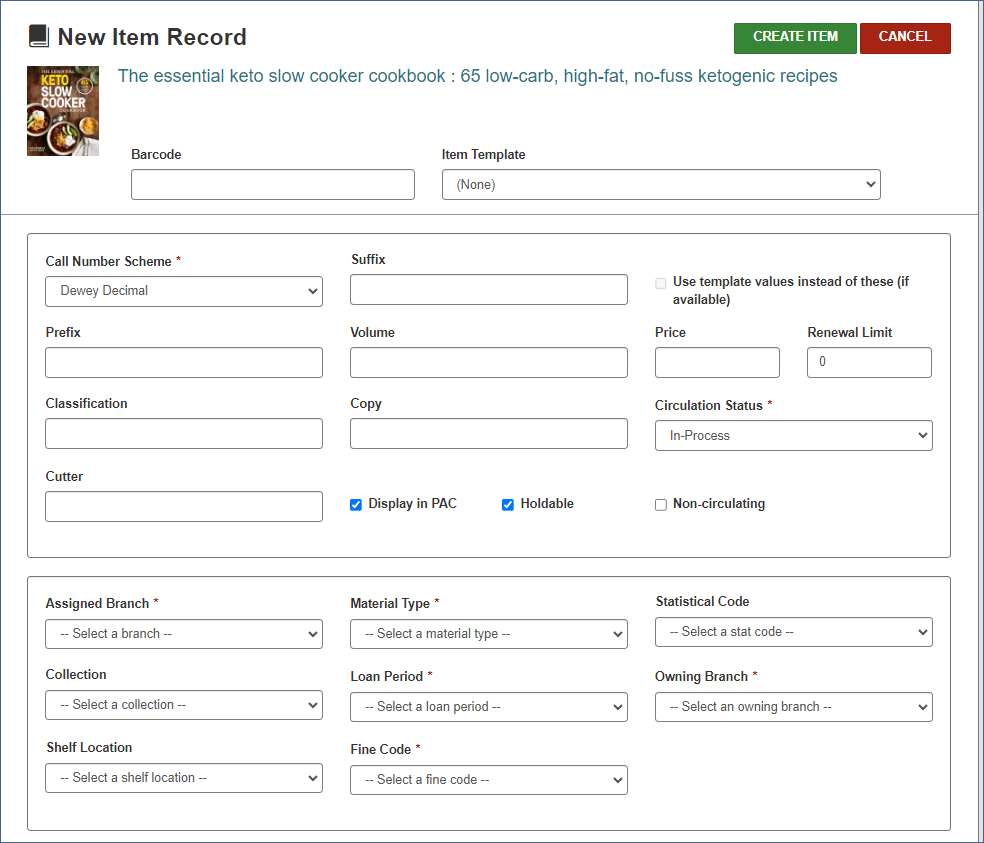 New Item Record
CREATE ITEM
CANCEL
KETO
SLOW
COOKER
The essential keto slow cooker cookbook : 65 low-carb, high-fat, no-fuss ketogenic recipes
Barcode
Item Template
(None)
Call Number Scheme *
Suffix
Dewey Decimal
Use template values instead of these (if
available)
Prefix
Volume
Price
Renewal Limit
0
Classification
Copy
Circulation Status *
In-Process
Cutter
Display in PAC
Holdable
Non-circulating
Assigned Branch *
Material Type *
Statistical Code
-- Select a branch --
-- Select a material type --
-- Select a stat code --
Collection
Loan Period *
Owning Branch *
-- Select a collection --
-- Select a loan period --
-- Select an owning branch --
Shelf Location
Fine Code *
-- Select a shelf location --
-- Select a fine code --